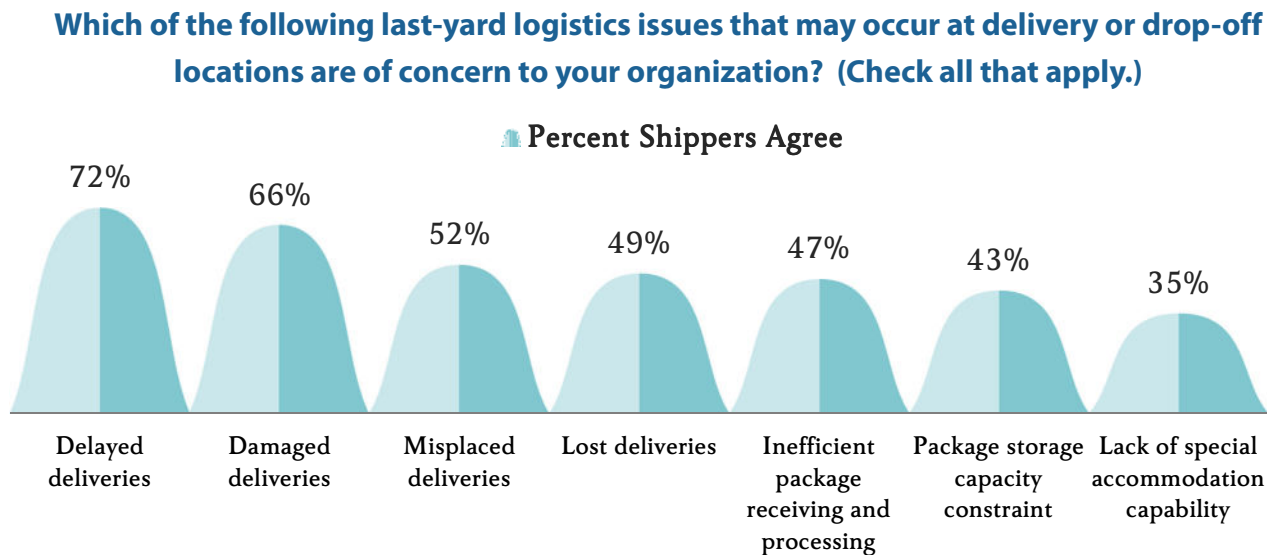 Which of the following last-yard logistics issues that may occur at delivery or drop-off
locations are of concern to your organization? (Check all that apply.)
Percent Shippers Agree
72%
66%
52%
49%
47%
43%
35%
Delayed
deliveries
Damaged
deliveries
Misplaced
deliveries
Lost deliveries
Inefficient
package
receiving and
processing
Package storage
capacity
constraint
Lack of special
accommodation
capability